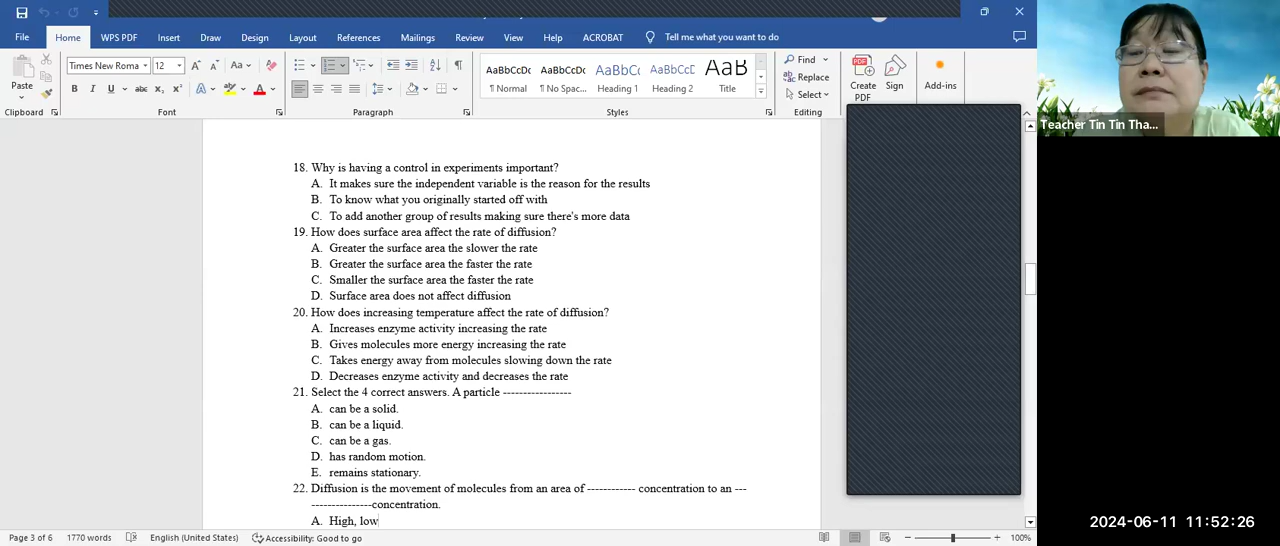 File
Home
WPS PDF
Insert
Draw
Design
Layout
References
Mailings
Review
View
Help
ACROBAT
Tell me what you want to do
Paste
Clipboard
Times New Roma
12
Aa
B I U abc x₂ x²
A
Font
Paragraph
AaBbCcDc
¶ Normal
AaBbCcDc
¶ No Spac...
AaBbCc
Heading 1
AaBbCcD
Heading 2
AaB
Title
Styles
Find
Replace
Select
Editing
Create PDF
Sign
Add-ins
Teacher Tin Tin Tha...
18. Why is having a control in experiments important?
A. It makes sure the independent variable is the reason for the results
B. To know what you originally started off with
C. To add another group of results making sure there's more data
19. How does surface area affect the rate of diffusion?
A. Greater the surface area the slower the rate
B. Greater the surface area the faster the rate
C. Smaller the surface area the faster the rate
D. Surface area does not affect diffusion
20. How does increasing temperature affect the rate of diffusion?
A. Increases enzyme activity increasing the rate
B. Gives molecules more energy increasing the rate
C. Takes energy away from molecules slowing down the rate
D. Decreases enzyme activity and decreases the rate
21. Select the 4 correct answers. A particle -----------------
A. can be a solid.
B. can be a liquid.
C. can be a gas.
D. has random motion.
E. remains stationary.
22. Diffusion is the movement of molecules from an area of ------------ concentration to an ---
---------------concentration.
A. High, low
Page 3 of 6
1770 words
English (United States)
Accessibility: Good to go
100%
2024-06-11 11:52:26